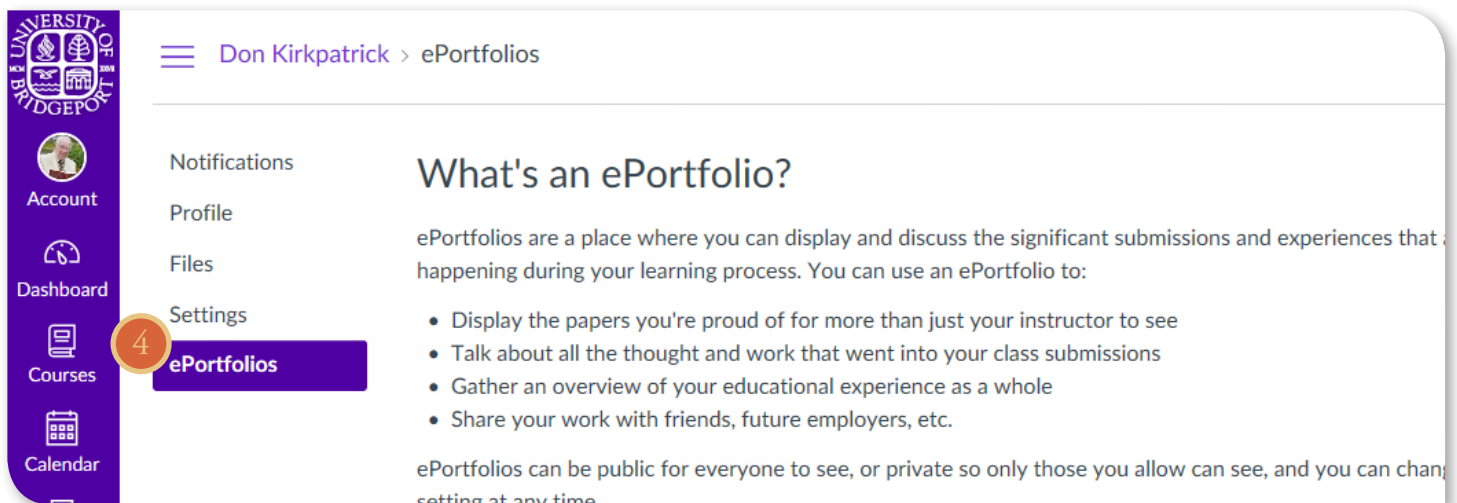 UNIVERSITY OF
BRIDGEPORT
Don Kirkpatrick > ePortfolios
Account
Dashboard
Courses
Calendar
Notifications
Profile
Files
Settings
4
ePortfolios
What's an ePortfolio?
ePortfolios are a place where you can display and discuss the significant submissions and experiences that
happening during your learning process. You can use an ePortfolio to:
• Display the papers you're proud of for more than just your instructor to see
• Talk about all the thought and work that went into your class submissions
• Gather an overview of your educational experience as a whole
• Share your work with friends, future employers, etc.
ePortfolios can be public for everyone to see, or private so only those you allow can see, and you can
setting at any time